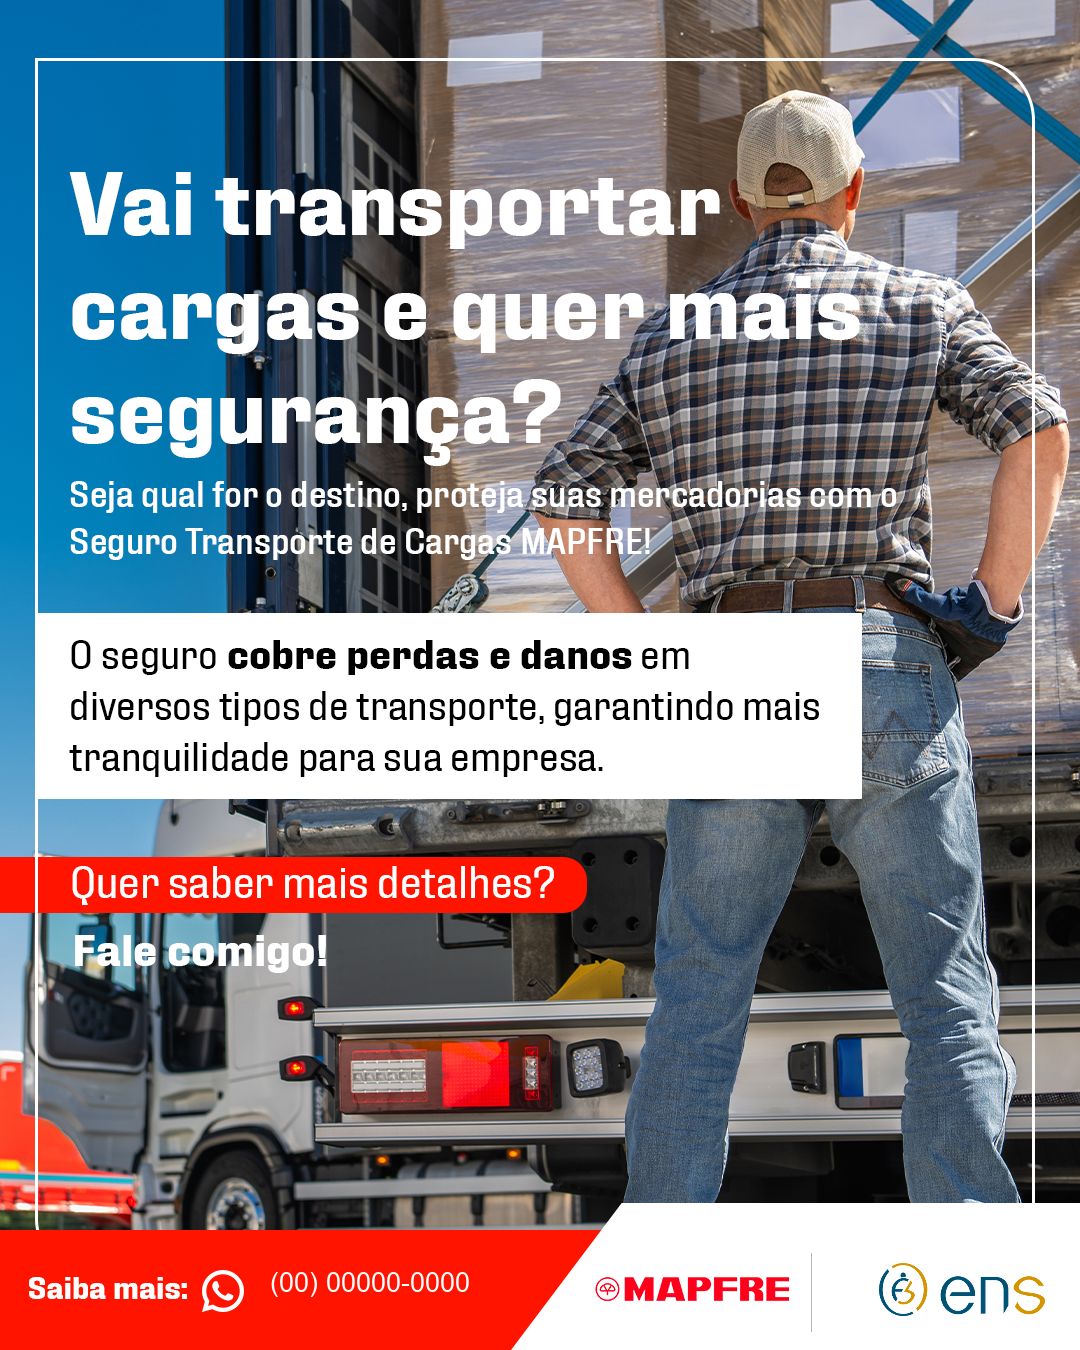 Vai transportar
cargas e quer mais
segurança?
Seja qual for o destino, proteja suas mercadorias com o
Seguro Transporte de Cargas MAPFRE!
O seguro cobre perdas e danos em
diversos tipos de transporte, garantindo mais
tranquilidade para sua empresa.
Quer saber mais detalhes?
Fale comigo!
Saiba mais: (00) 00000-0000
MAPFRE
ens